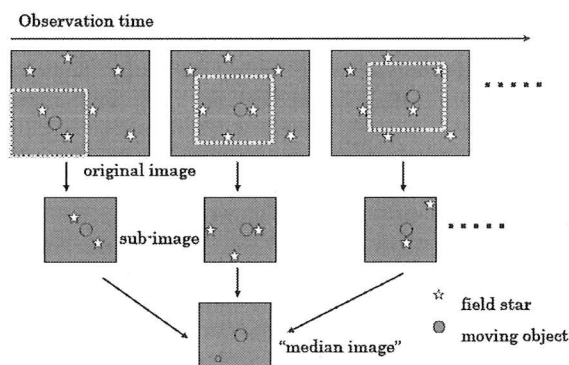 Observation time
original image
sub-image
"median image"
field star
moving object